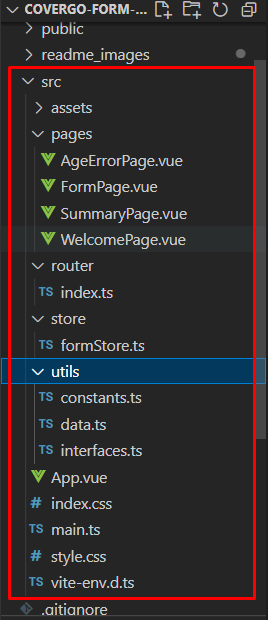 COVERGO-FORM-...
public
readme_images
src
assets
pages
AgeErrorPage.vue
FormPage.vue
SummaryPage.vue
WelcomePage.vue
router
TS index.ts
store
TS formStore.ts
utils
TS constants.ts
TS data.ts
TS interfaces.ts
App.vue
# index.css
TS main.ts
# style.css
TS vite-env.d.ts
.gitignore